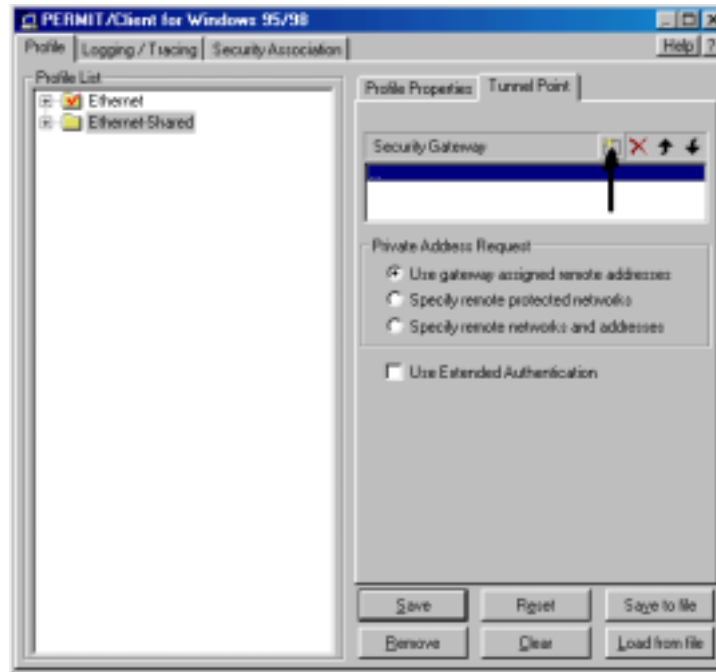 PERMIT/Client for Windows 95/98
Profile Logging / Tracing Security Association Help ?
Profile List
Ethernet
Ethernet-Shared
Profile Properties Tunnel Point
Security Gateway
...
Private Address Request
Use gateway assigned remote addresses
Specify remote protected networks
Specify remote networks and addresses
Use Extended Authentication
Save Reset Save to file
Remove Clear Load from file